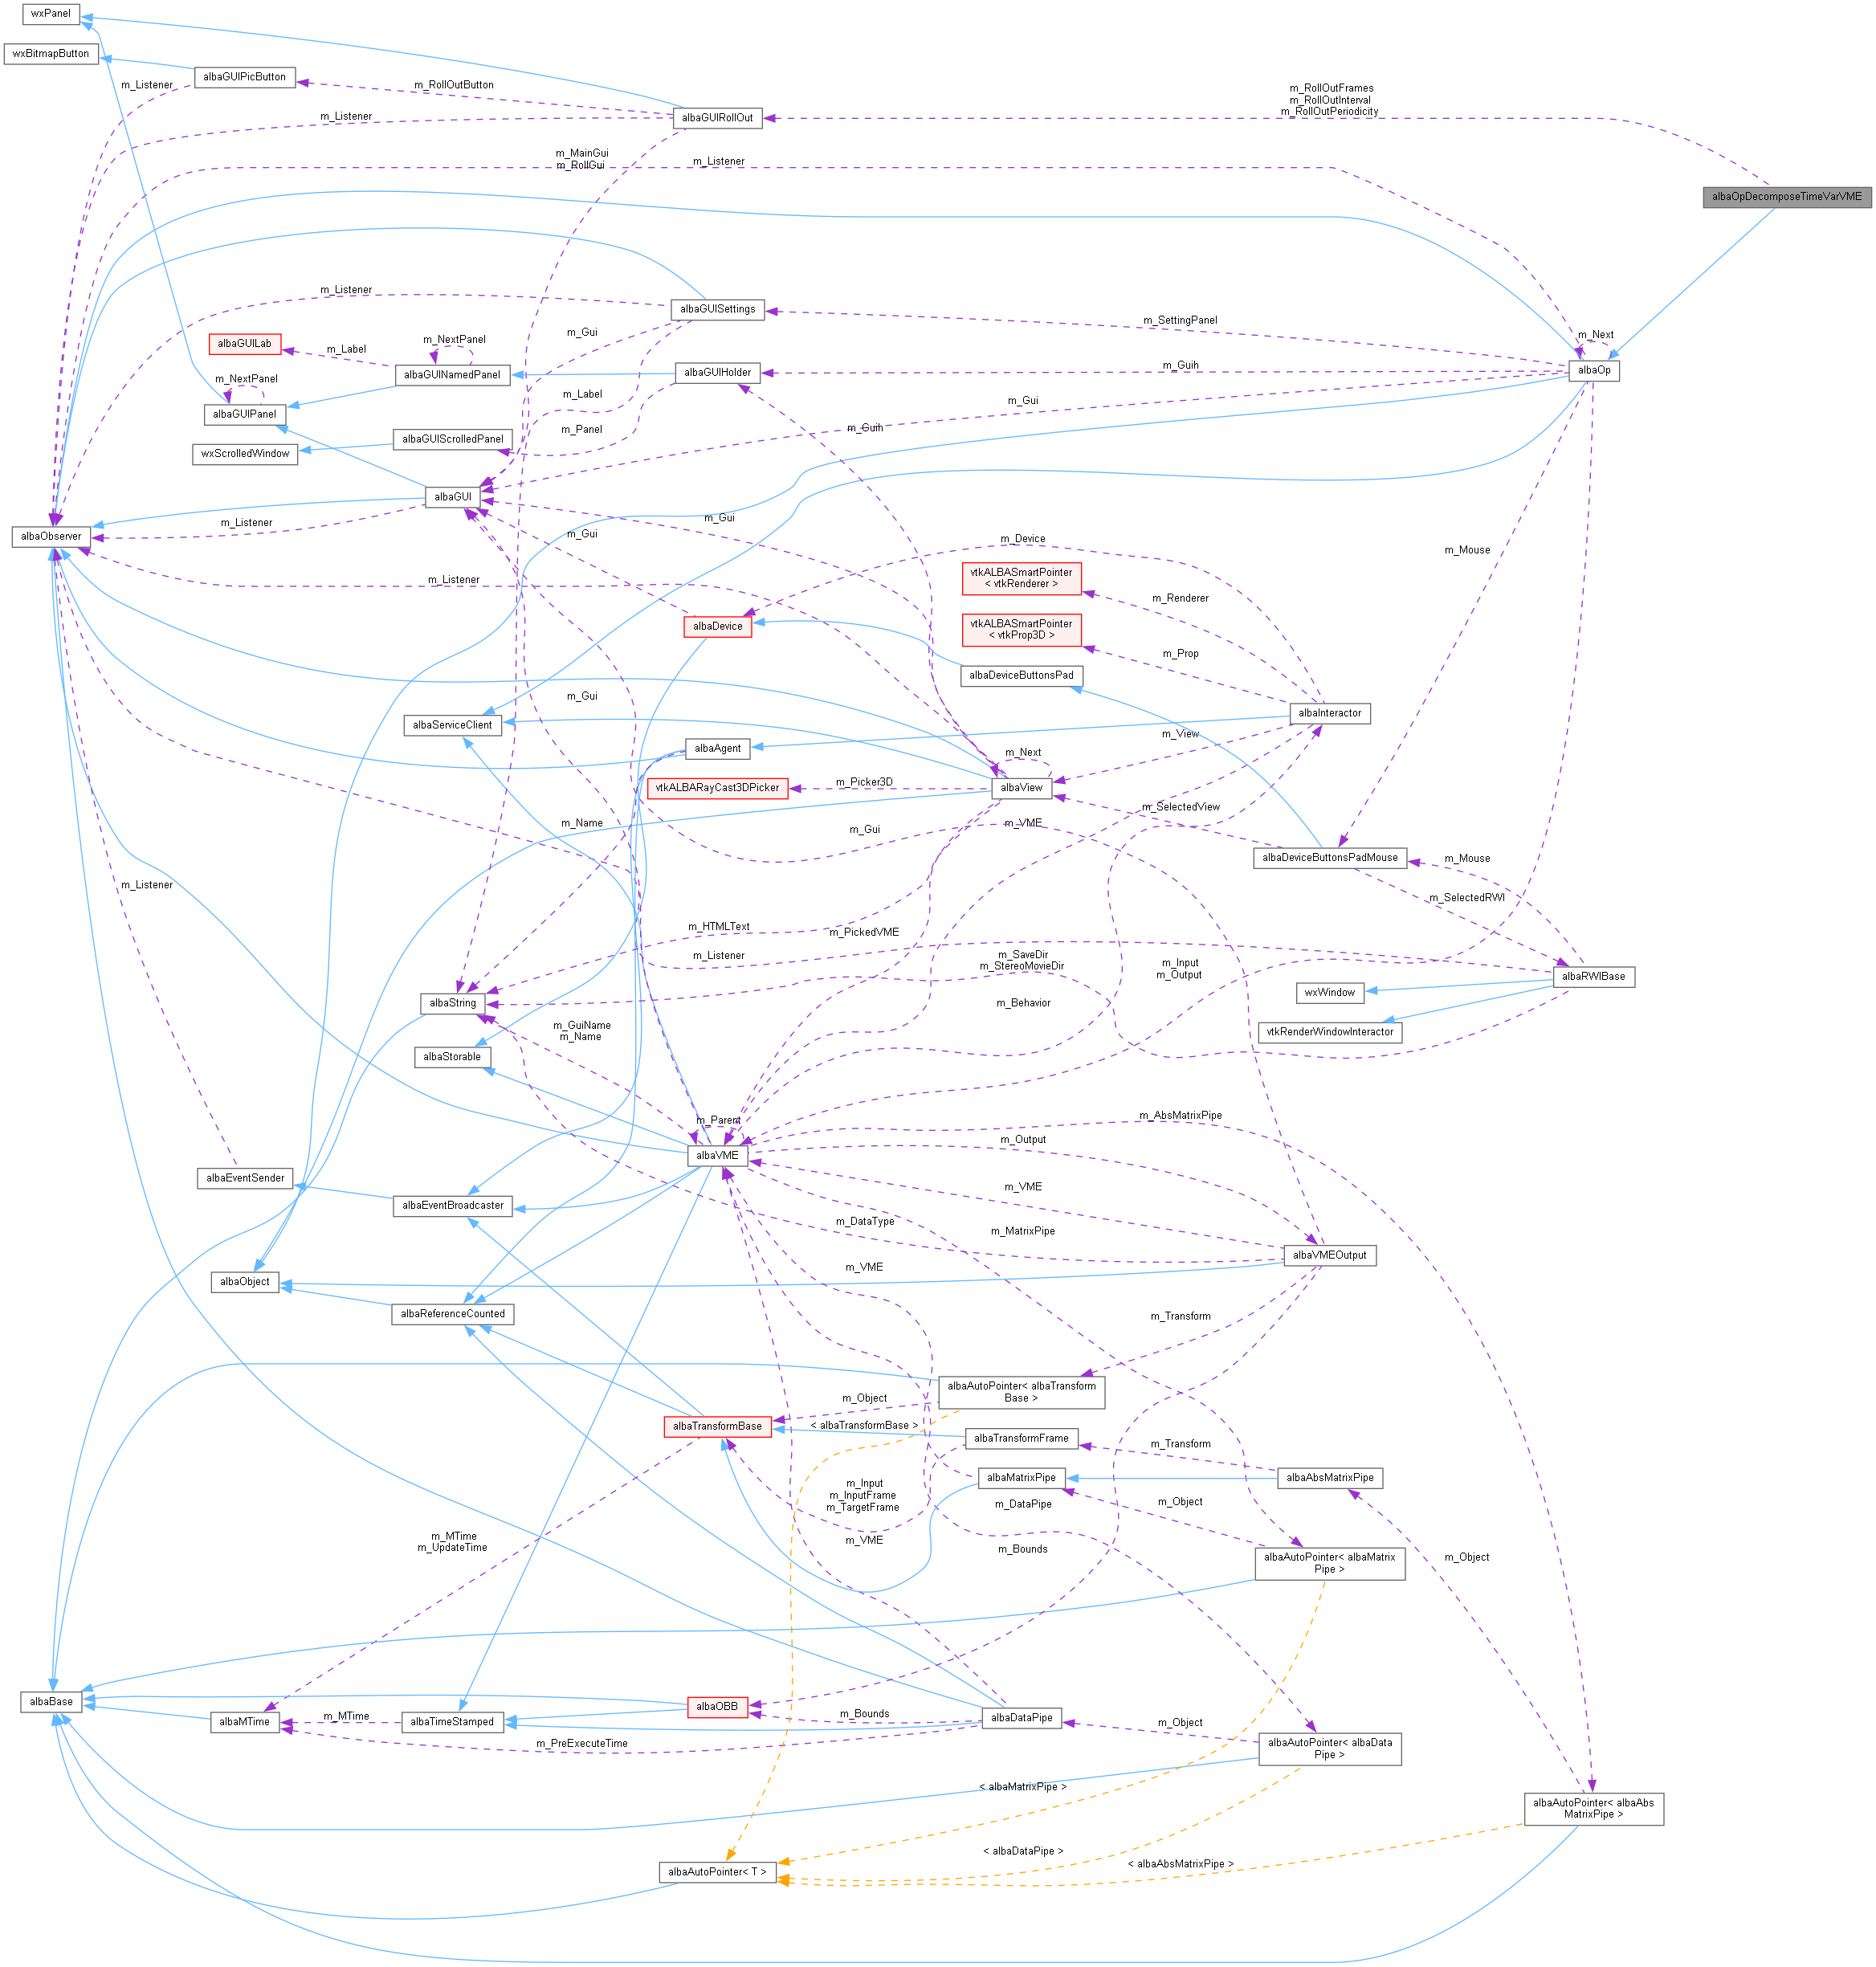 wxPanel
wxBitmapButton
albaGUIPicButton
m_Listener
m_RollOutButton
m_RollOutFrames
m_RollOutInterval
m_RollOutPeriodicity
albaGUIRollOut
m_Listener
m_MainGui
m_RollGui
m_Listener
albaOpDecomposeTimeVarVME
m_Listener
albaGUISettings
m_SettingPanel
m_Next
albaGUILab
m_Label
m_NextPanel
m_Gui
albaGUINamedPanel
albaGUIHolder
m_Guih
albaOp
m_NextPanel
albaGUIPanel
m_Label
m_Gui
m_Panel
m_Guih
albaGUIScrolledPanel
wxScrolledWindow
albaGUI
m_Listener
m_Gui
m_Gui
albaObserver
m_Device
m_Mouse
m_Listener
vtkALBASmartPointer
< vtkRenderer >
m_Renderer
albaDevice
vtkALBASmartPointer
< vtkProp3D >
m_Prop
albaDeviceButtonsPad
m_Gui
albaInteractor
albaServiceClient
m_View
albaAgent
m_Next
vtkALBARayCast3DPicker
m_Picker3D
albaView
m_SelectedView
m_Name
m_Gui
m_VME
albaDeviceButtonsPadMouse
m_Mouse
m_Listener
m_SelectedRWI
m_HTMLText
m_PickedVME
m_Listener
m_SaveDir
m_StereoMovieDir
m_Input
m_Output
albaRWIBase
albaString
m_Behavior
wxWindow
vtkRenderWindowInteractor
m_GuiName
m_Name
albaStorable
m_Parent
m_AbsMatrixPipe
m_Output
albaVME
albaEventSender
m_VME
albaEventBroadcaster
m_DataType
m_MatrixPipe
albaVMEOutput
m_VME
albaObject
albaReferenceCounted
m_Transform
albaAutoPointer< albaTransform
Base >
m_Object
albaTransformBase
< albaTransformBase >
albaTransformFrame
m_Transform
albaMatrixPipe
albaAbsMatrixPipe
m_Input
m_InputFrame
m_TargetFrame
m_DataPipe
m_Object
m_MTime
m_UpdateTime
m_VME
m_Bounds
albaAutoPointer< albaMatrix
Pipe >
m_Object
albaBase
albaOBB
albaMTime
m_MTime
albaTimeStamped
m_Bounds
albaDataPipe
m_Object
m_PreExecuteTime
albaAutoPointer< albaData
Pipe >
< albaMatrixPipe >
albaAutoPointer< albaAbs
MatrixPipe >
< albaDataPipe >
< albaAbsMatrixPipe >
albaAutoPointer< T >